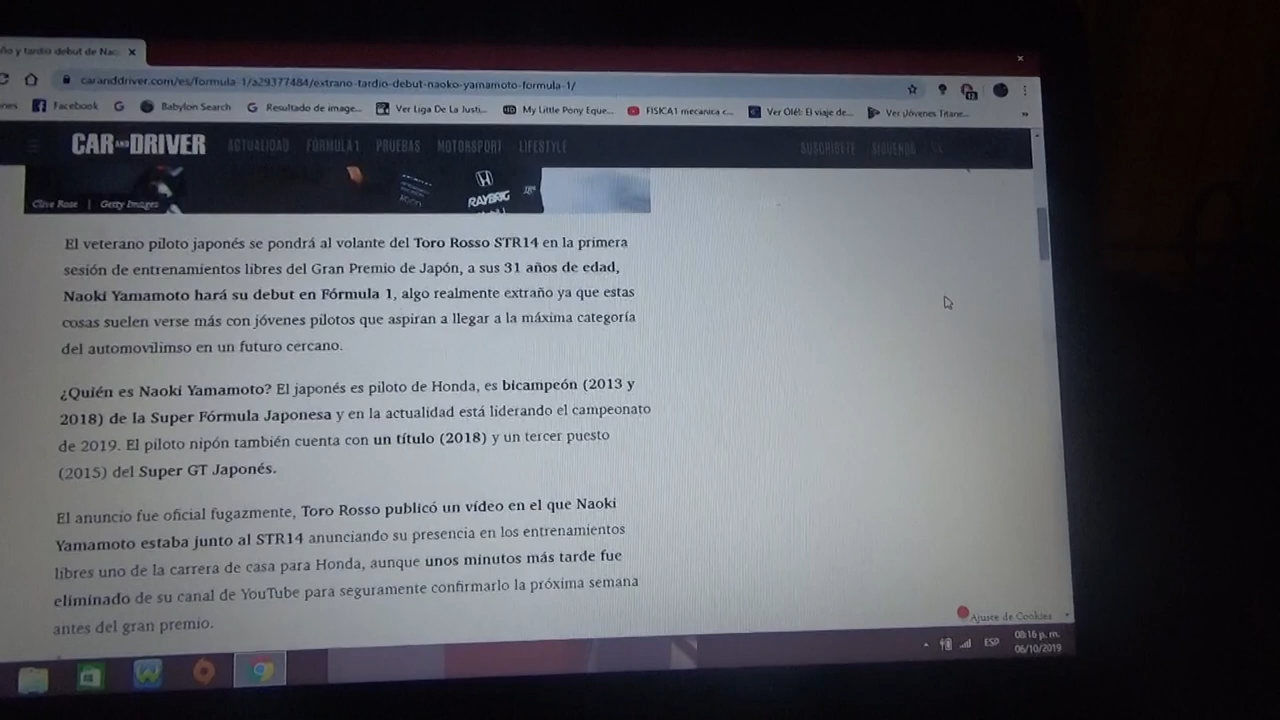 ño y tardío debut de Nao
caranddriver.com/es/formula-1/a29377484/extrano-tardio-debut-naoko-yamamoto-formula-1/
nes Facebook G Babylon Search Resultado de image... Ver Liga De La Justi... HD My Little Pony Eque... FISICA1 mecanica c... Ver Olé!: El viaje de... Ver Jóvenes Titane...
CAR AND DRIVER ACTUALIDAD FÓRMULA 1 PRUEBAS MOTORSPORT LIFESTYLE SUSCRÍBETE SÍGUENOS
RAYBRIG
Clive Rose | Getty Images
El veterano piloto japonés se pondrá al volante del Toro Rosso STR14 en la primera
sesión de entrenamientos libres del Gran Premio de Japón, a sus 31 años de edad,
Naoki Yamamoto hará su debut en Fórmula 1, algo realmente extraño ya que estas
cosas suelen verse más con jóvenes pilotos que aspiran a llegar a la máxima categoría
del automovilimso en un futuro cercano.
¿Quién es Naoki Yamamoto? El japonés es piloto de Honda, es bicampeón (2013 y
2018) de la Super Fórmula Japonesa y en la actualidad está liderando el campeonato
de 2019. El piloto nipón también cuenta con un título (2018) y un tercer puesto
(2015) del Super GT Japonés.
El anuncio fue oficial fugazmente, Toro Rosso publicó un vídeo en el que Naoki
Yamamoto estaba junto al STR14 anunciando su presencia en los entrenamientos
libres uno de la carrera de casa para Honda, aunque unos minutos más tarde fue
eliminado de su canal de YouTube para seguramente confirmarlo la próxima semana
antes del gran premio.
Ajuste de Cookies
ESP 08:16 p. m.
06/10/2019